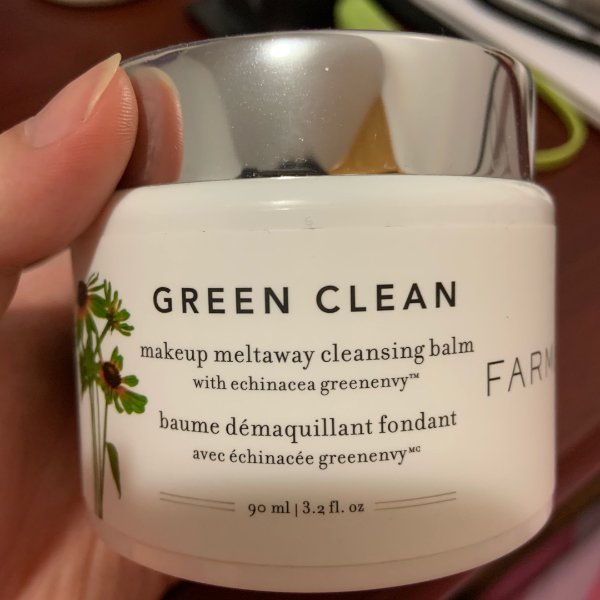 GREEN CLEAN
makeup meltaway cleansing balm
with echinacea greenenvy™
baume démaquillant fondant
avec échinacée greenenvy ᴹᶜ
90 ml | 3.2 fl. oz
FARM